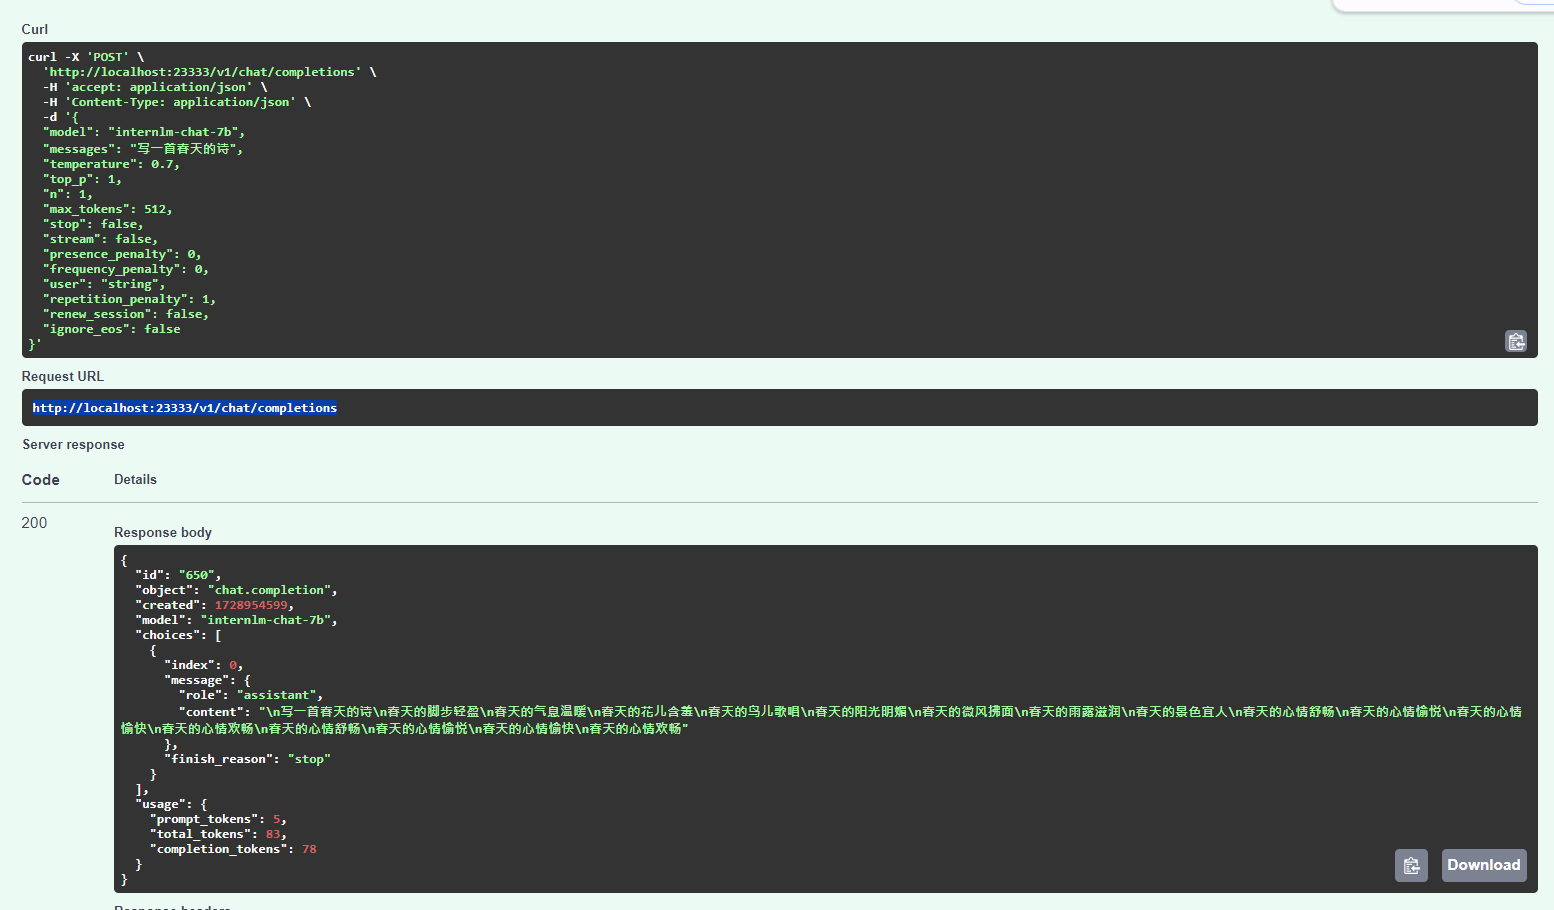 Curl
curl -X 'POST' \
  'http://localhost:23333/v1/chat/completions' \
  -H 'accept: application/json' \
  -H 'Content-Type: application/json' \
  -d '{
  "model": "internlm-chat-7b",
  "messages": "写一首春天的诗",
  "temperature": 0.7,
  "top_p": 1,
  "n": 1,
  "max_tokens": 512,
  "stop": false,
  "stream": false,
  "presence_penalty": 0,
  "frequency_penalty": 0,
  "user": "string",
  "repetition_penalty": 1,
  "renew_session": false,
  "ignore_eos": false
}'
Request URL
http://localhost:23333/v1/chat/completions
Server response
Code Details
200
Response body
{
  "id": "650",
  "object": "chat.completion",
  "created": 1728954599,
  "model": "internlm-chat-7b",
  "choices": [
    {
      "index": 0,
      "message": {
        "role": "assistant",
        "content": "\n写一首春天的诗\n春天的脚步轻盈\n春天的气息温暖\n春天的花儿含羞\n春天的鸟儿歌唱\n春天的阳光明媚\n春天的微风拂面\n春天的雨露滋润\n春天的景色宜人\n春天的心情舒畅\n春天的心情愉悦\n春天的心情
愉快\n春天的心情欢畅\n春天的心情舒畅\n春天的心情愉悦\n春天的心情愉快\n春天的心情欢畅"
      },
      "finish_reason": "stop"
    }
  ],
  "usage": {
    "prompt_tokens": 5,
    "total_tokens": 83,
    "completion_tokens": 78
  }
}
Download
Response headers